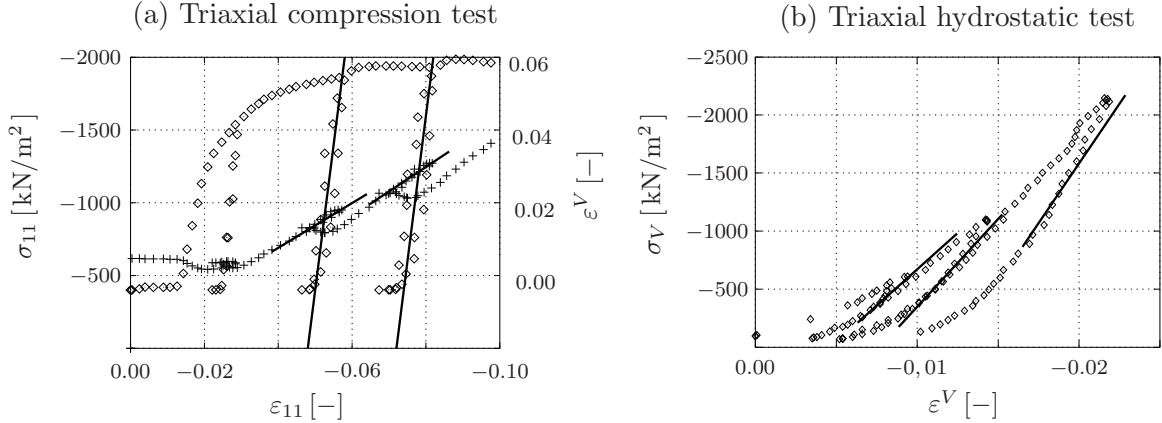 (a) Triaxial compression test
−2000
−1500
−1000
−500
σ₁₁ [kN/m²]
0.06
0.04
0.02
0.00
εⱽ [−]
0.00
−0.02
−0.06
−0.10
ε₁₁ [−]
(b) Triaxial hydrostatic test
−2500
−2000
−1500
−1000
−500
σ_V [kN/m²]
0.00
−0,01
−0.02
εⱽ [−]